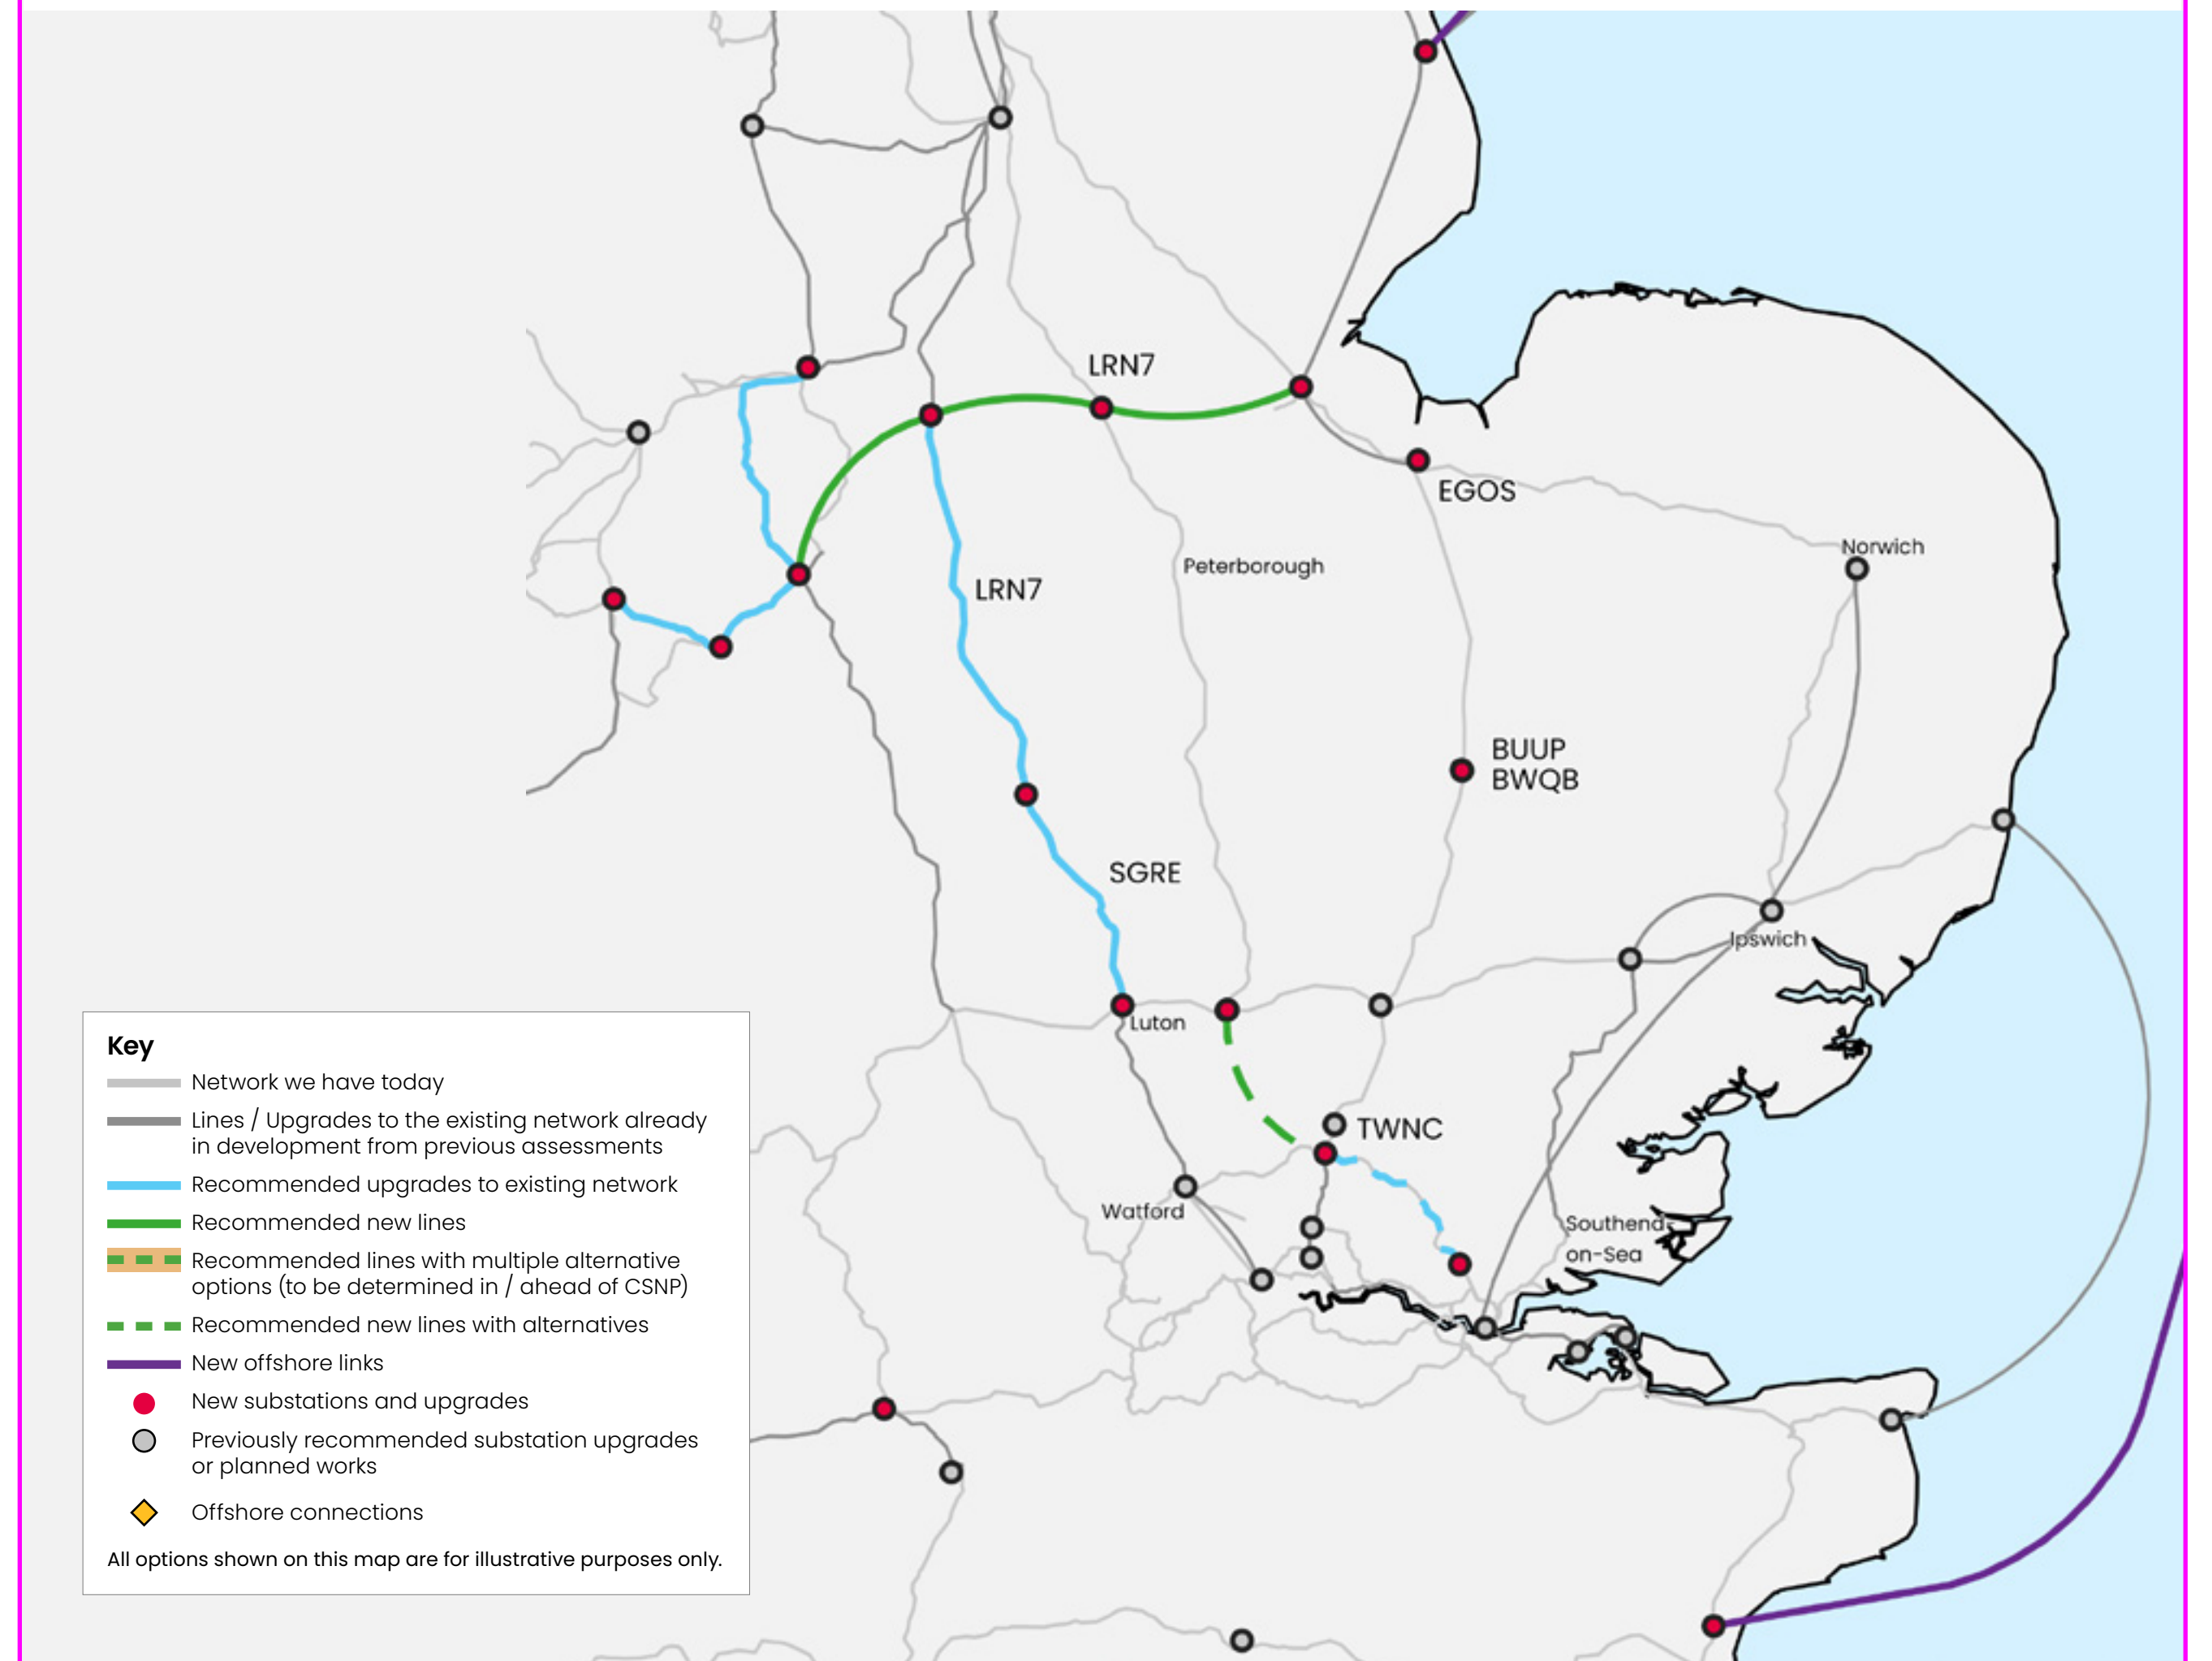 LRN7
EGOS
Norwich
Peterborough
LRN7
BUUP
BWQB
SGRE
Ipswich
Luton
TWNC
Watford
Southend-
on-Sea
Key
Network we have today
Lines / Upgrades to the existing network already
in development from previous assessments
Recommended upgrades to existing network
Recommended new lines
Recommended lines with multiple alternative
options (to be determined in / ahead of CSNP)
Recommended new lines with alternatives
New offshore links
New substations and upgrades
Previously recommended substation upgrades
or planned works
Offshore connections
All options shown on this map are for illustrative purposes only.